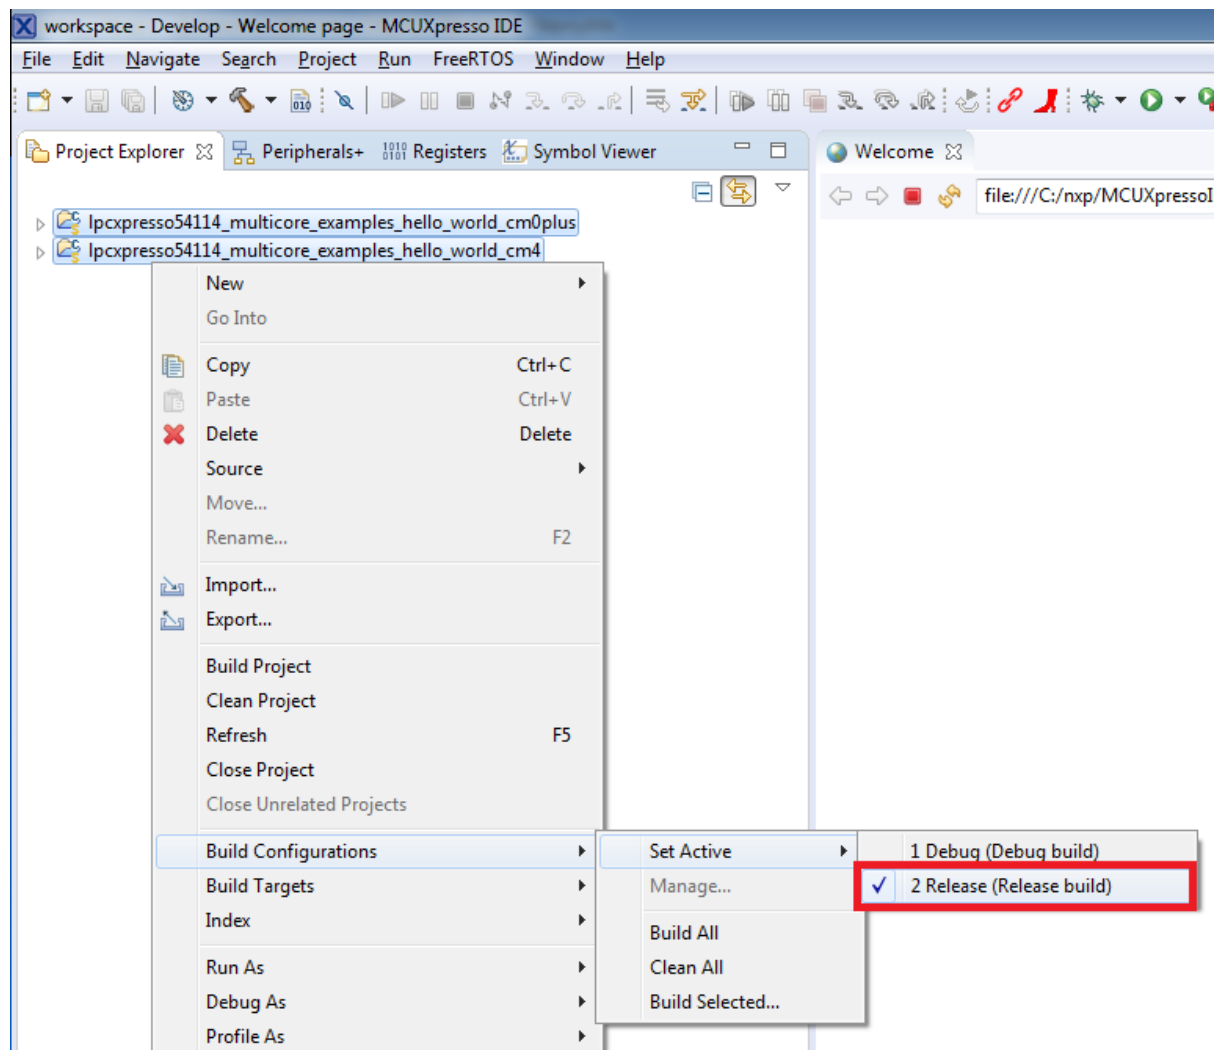 workspace - Develop - Welcome page - MCUXpresso IDE
File Edit Navigate Search Project Run FreeRTOS Window Help
010
Project Explorer Peripherals+ 1010 0101 Registers Symbol Viewer Welcome
file:///C:/nxp/MCUXpressoI
lpcxpresso54114_multicore_examples_hello_world_cm0plus
lpcxpresso54114_multicore_examples_hello_world_cm4
New
Go Into
Copy Ctrl+C
Paste Ctrl+V
Delete Delete
Source
Move...
Rename... F2
Import...
Export...
Build Project
Clean Project
Refresh F5
Close Project
Close Unrelated Projects
Build Configurations Set Active 1 Debug (Debug build)
Build Targets Manage... 2 Release (Release build)
Index
Build All
Run As Clean All
Debug As Build Selected...
Profile As